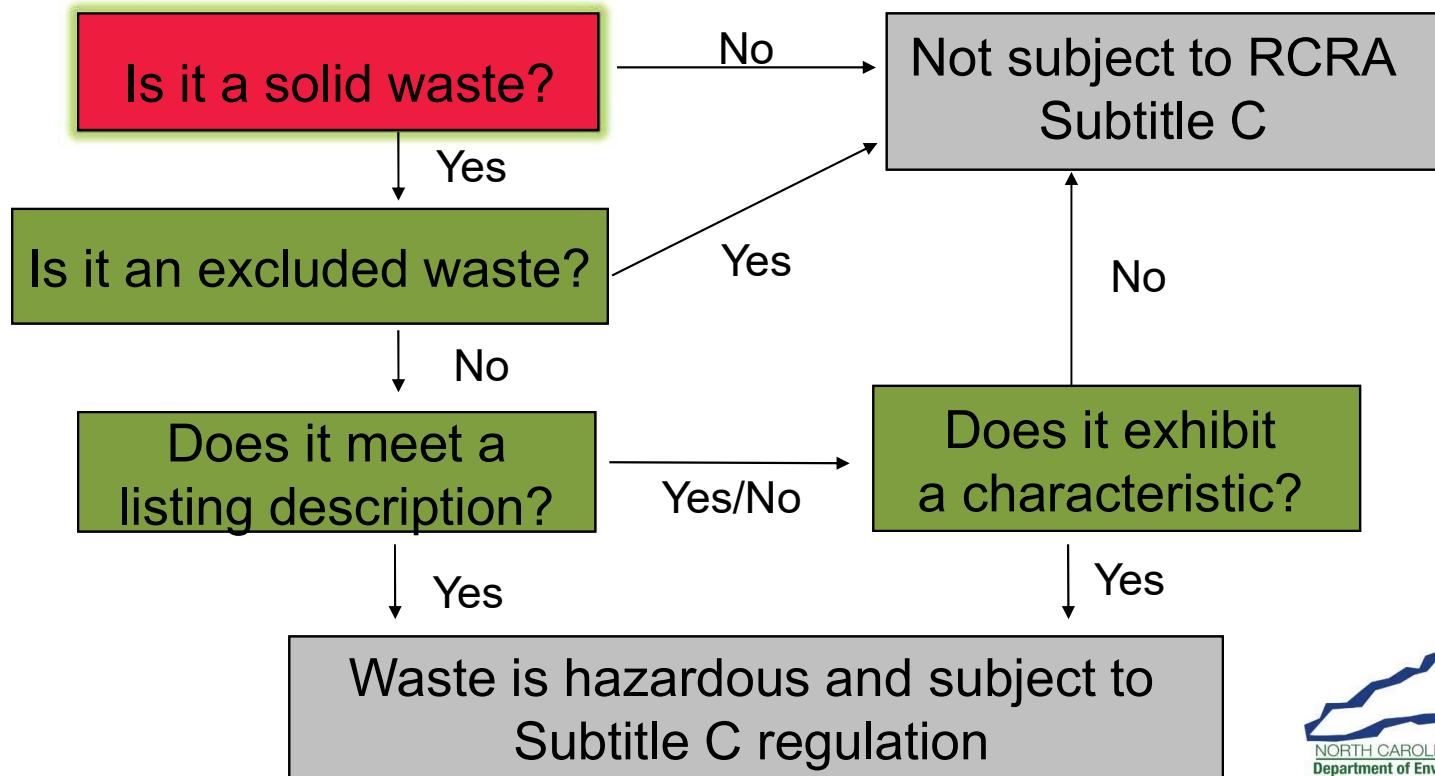 Is it a solid waste?
No
Not subject to RCRA
Subtitle C
Yes
Is it an excluded waste?
Yes
No
No
Does it meet a
listing description?
Yes/No
Does it exhibit
a characteristic?
Yes
Yes
Waste is hazardous and subject to
Subtitle C regulation
Department of